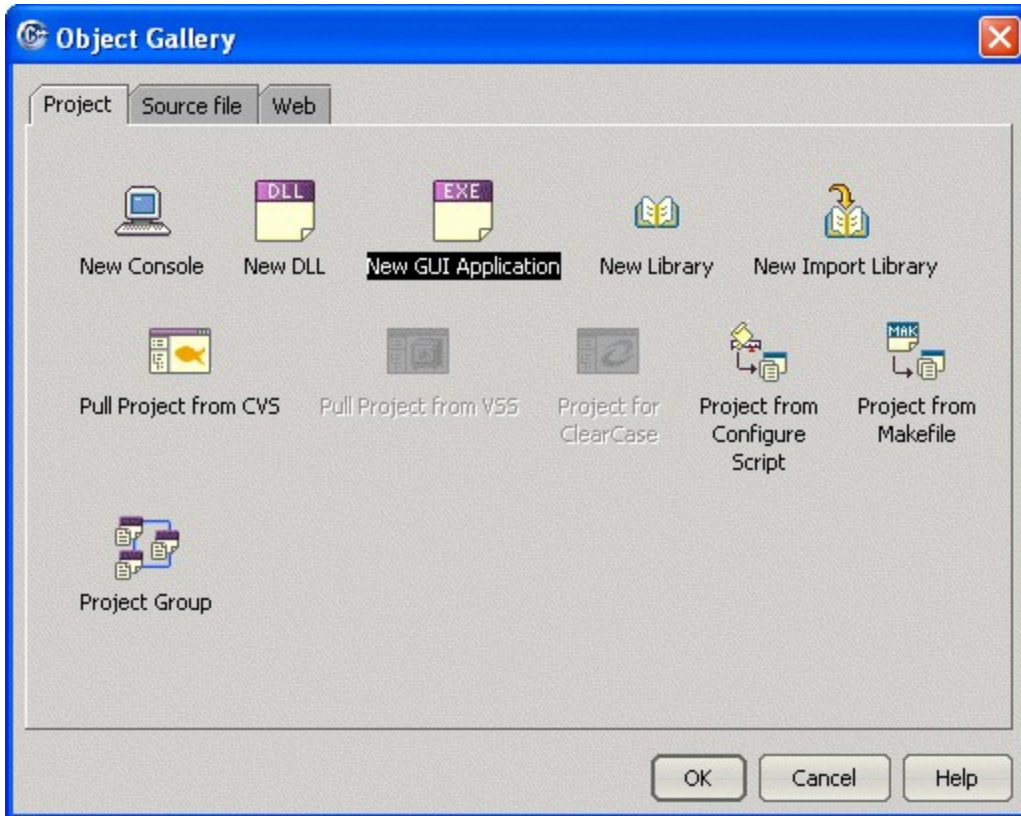 Object Gallery
Project
Source file
Web
DLL
EXE
New Console
New DLL
New GUI Application
New Library
New Import Library
MAK
Pull Project from CVS
Pull Project from VSS
Project for
ClearCase
Project from
Configure
Script
Project from
Makefile
Project Group
OK
Cancel
Help